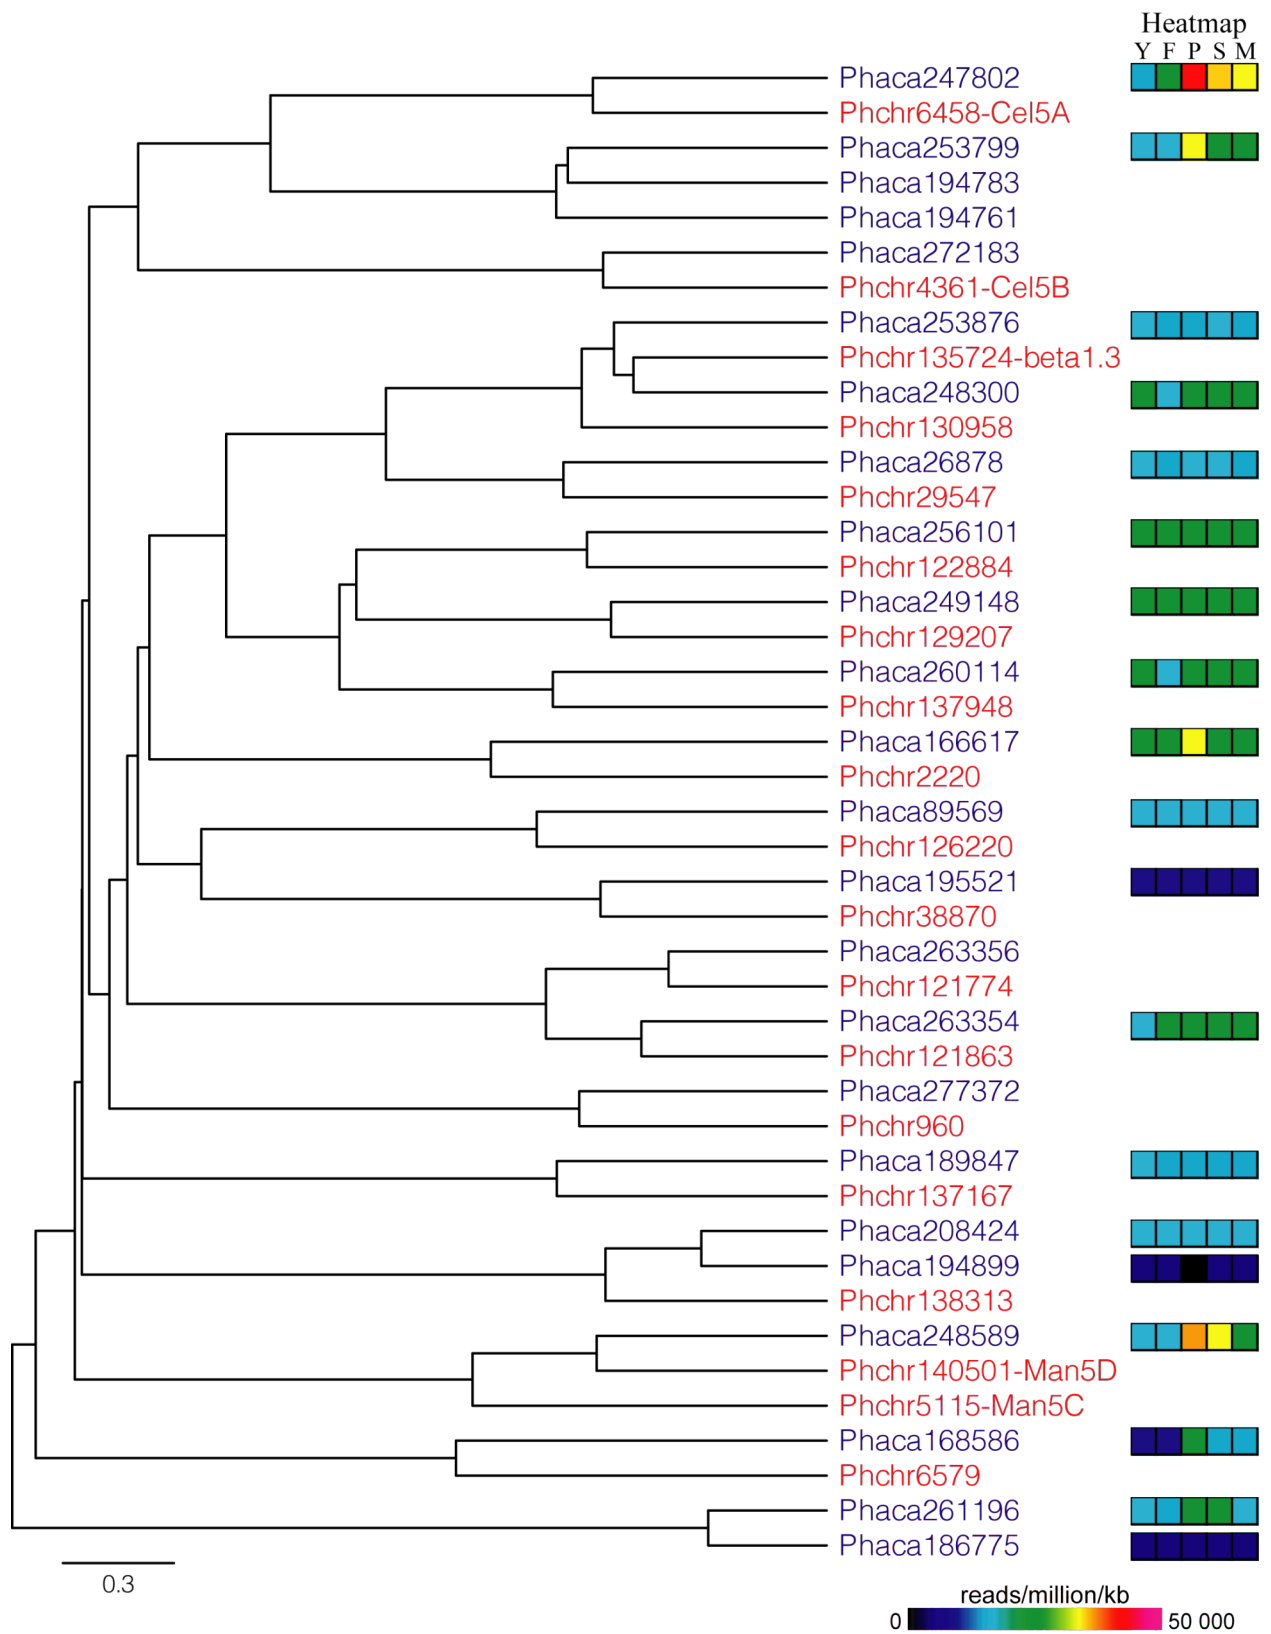 Heatmap
Y F P S M
Phaca247802
Phchr6458-Cel5A
Phaca253799
Phaca194783
Phaca194761
Phaca272183
Phchr4361-Cel5B
Phaca253876
Phchr135724-beta1.3
Phaca248300
Phchr130958
Phaca26878
Phchr29547
Phaca256101
Phchr122884
Phaca249148
Phchr129207
Phaca260114
Phchr137948
Phaca166617
Phchr2220
Phaca89569
Phchr126220
Phaca195521
Phchr38870
Phaca263356
Phchr121774
Phaca263354
Phchr121863
Phaca277372
Phchr960
Phaca189847
Phchr137167
Phaca208424
Phaca194899
Phchr138313
Phaca248589
Phchr140501-Man5D
Phchr5115-Man5C
Phaca168586
Phchr6579
Phaca261196
Phaca186775
0.3
reads/million/kb
0 50 000